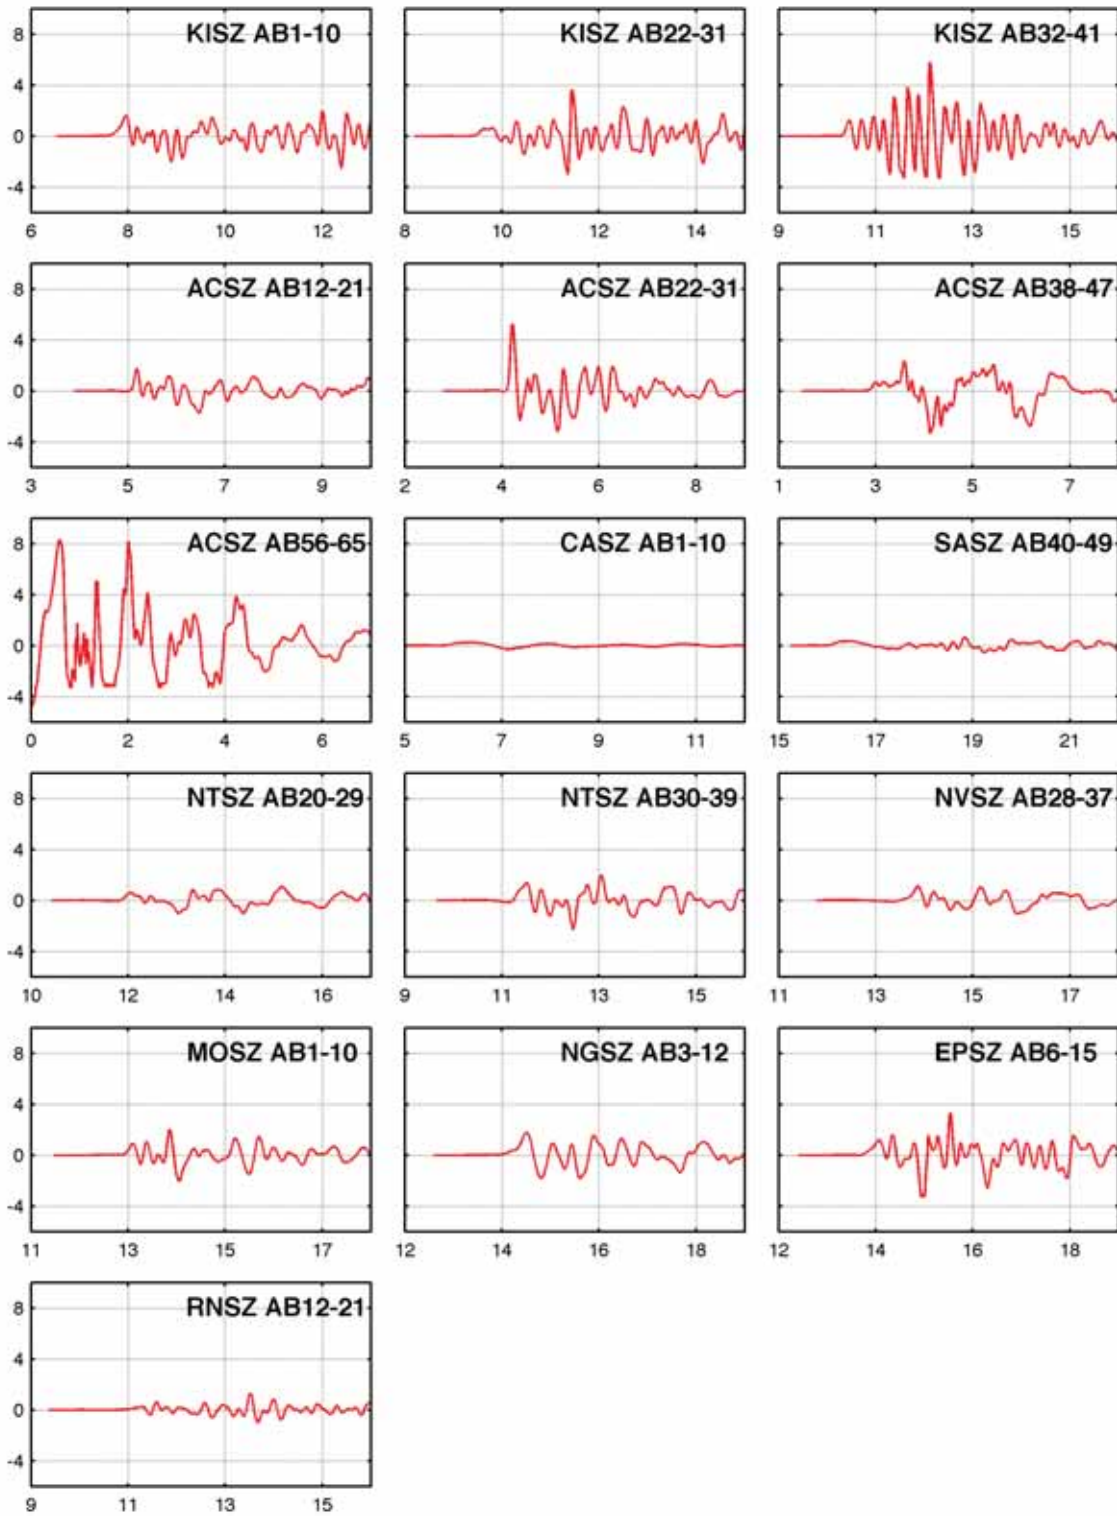 8 KISZ AB1-10 KISZ AB22-31 KISZ AB32-41
4
0
-4
6 8 10 12 8 10 12 14 9 11 13 15
8 ACSZ AB12-21 ACSZ AB22-31 ACSZ AB38-47
4
0
-4
3 5 7 9 2 4 6 8 1 3 5 7
8 ACSZ AB56-65 CASZ AB1-10 SASZ AB40-49
4
0
-4
0 2 4 6 5 7 9 11 15 17 19 21
8 NTSZ AB20-29 NTSZ AB30-39 NVSZ AB28-37
4
0
-4
10 12 14 16 9 11 13 15 11 13 15 17
8 MOSZ AB1-10 NGSZ AB3-12 EPSZ AB6-15
4
0
-4
11 13 15 17 12 14 16 18 12 14 16 18
8 RNSZ AB12-21
4
0
-4
9 11 13 15